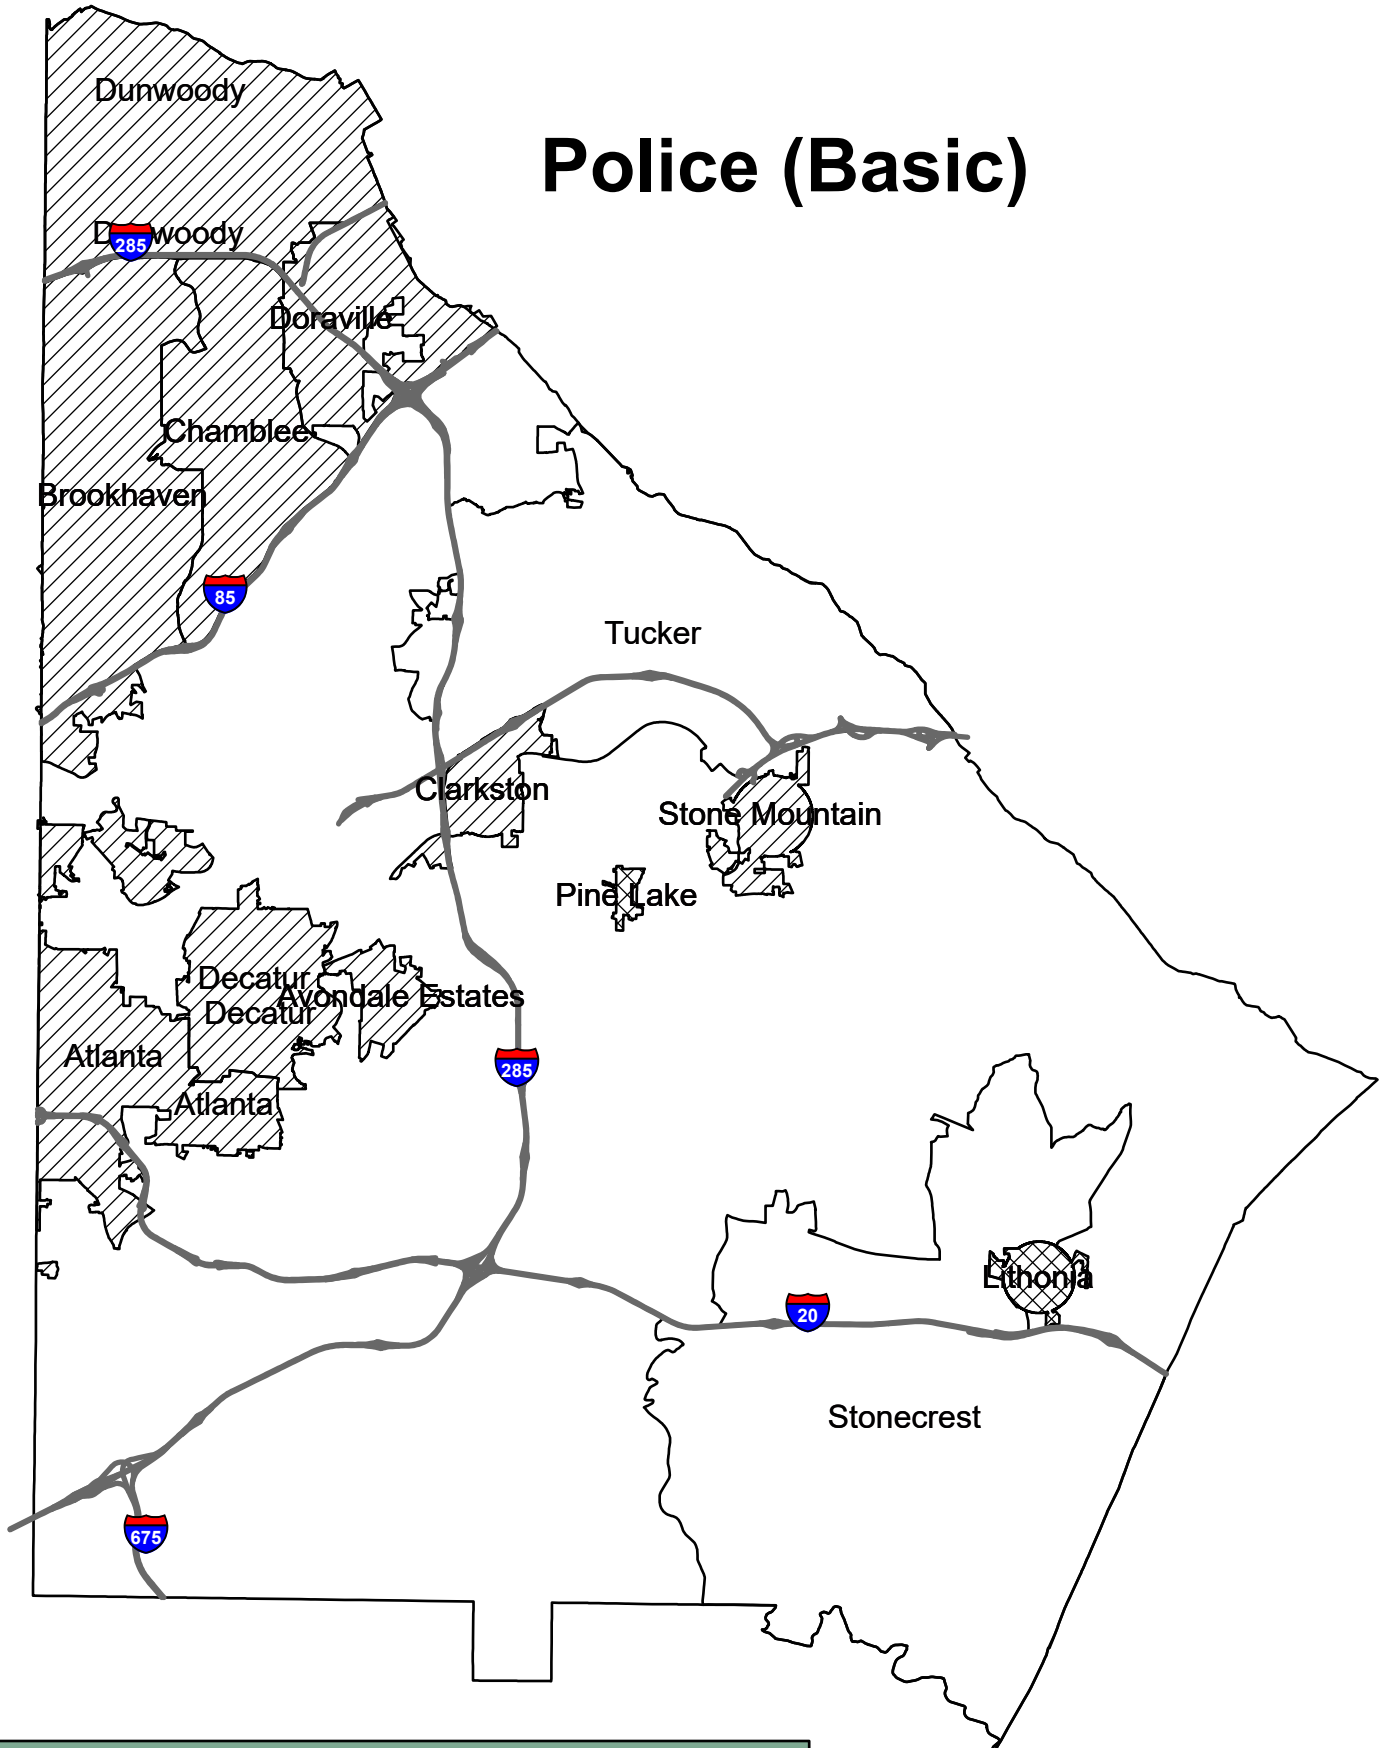 Dunwoody
Police (Basic)
Dunwoody
285
Doraville
Chamblee
Brookhaven
85
Tucker
Clarkston
Stone Mountain
Pine Lake
Decatur
Avondale Estates
Decatur
Atlanta
285
Atlanta
Lithonia
20
Stonecrest
675